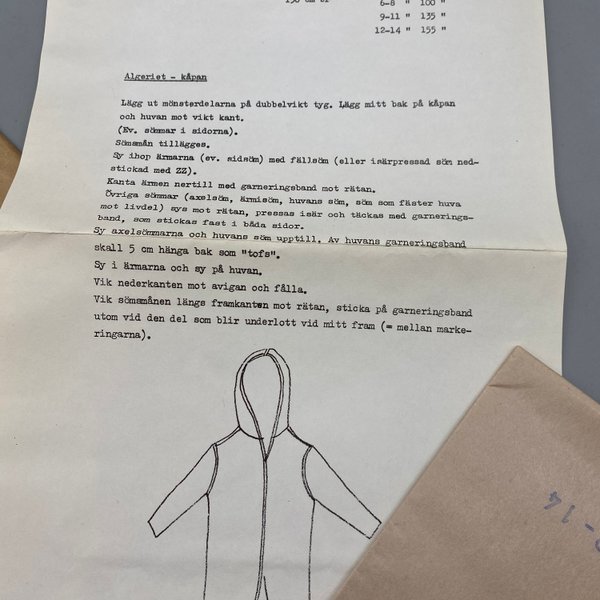 150 cm br
6-8 " 100 "
9-11 " 135 "
12-14 " 155 "
Algeriet - kåpan
Lägg ut mönsterdelarna på dubbelvikt tyg. Lägg mitt bak på kåpan
och huvan mot vikt kant.
(Ev. sömmar i sidorna).
Sömsmån tillägges.
Sy ihop ärmarna (ev. sidsöm) med fällsöm (eller isärpressad söm ned-
stickad med ZZ).
Kanta ärmen nertill med garneringsband mot rätan.
Övriga sömmar (axelsöm, ärmisöm, huvans söm, söm som fäster huva
mot livdel) sys mot rätan, pressas isär och täckas med garnerings-
band, som stickas fast i båda sidor.
Sy axelsömmarna och huvans söm upptill. Av huvans garneringsband
skall 5 cm hänga bak som "tofs".
Sy i ärmarna och sy på huvan.
Vik nederkanten mot avigan och fålla.
Vik sömsmånen längs framkanten mot rätan, sticka på garneringsband
utom vid den del som blir underlott vid mitt fram (= mellan marke-
ringarna).
- 14